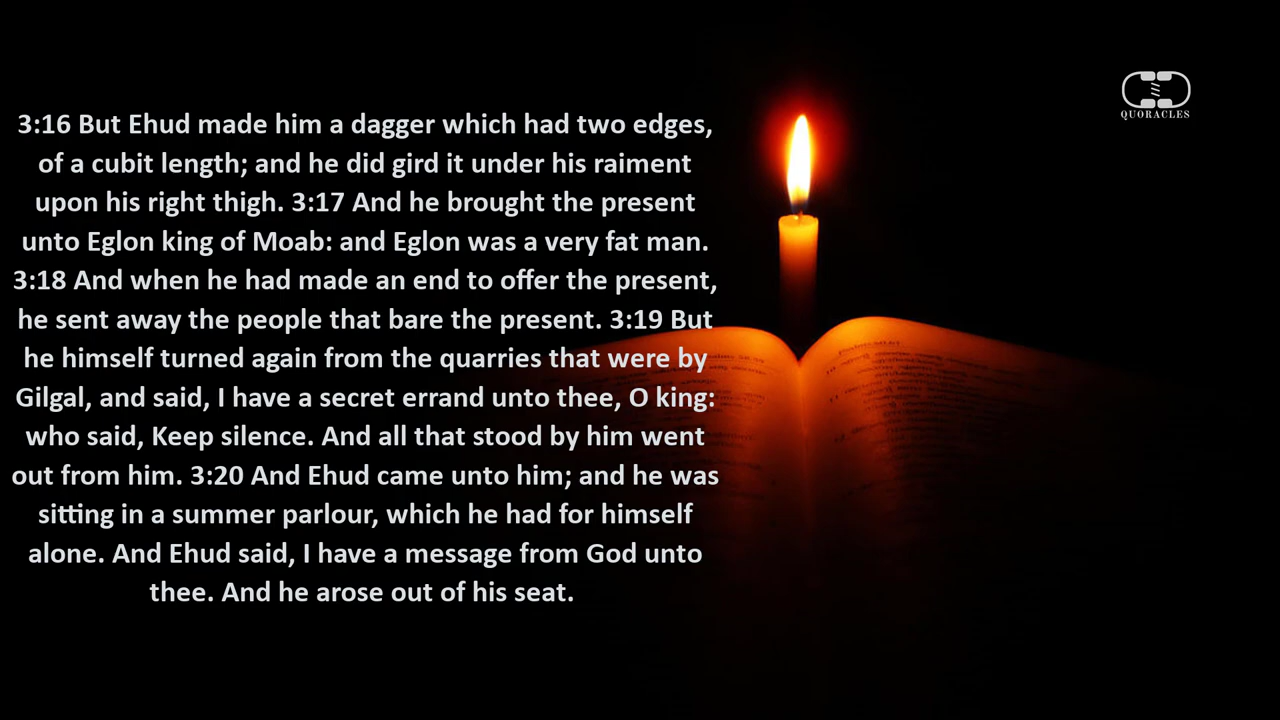 3:16 But Ehud made him a dagger which had two edges,
of a cubit length; and he did gird it under his raiment
upon his right thigh. 3:17 And he brought the present
unto Eglon king of Moab: and Eglon was a very fat man.
3:18 And when he had made an end to offer the present,
he sent away the people that bare the present. 3:19 But
he himself turned again from the quarries that were by
Gilgal, and said, I have a secret errand unto thee, O king:
who said, Keep silence. And all that stood by him went
out from him. 3:20 And Ehud came unto him; and he was
sitting in a summer parlour, which he had for himself
alone. And Ehud said, I have a message from God unto
thee. And he arose out of his seat.
QUORACLES